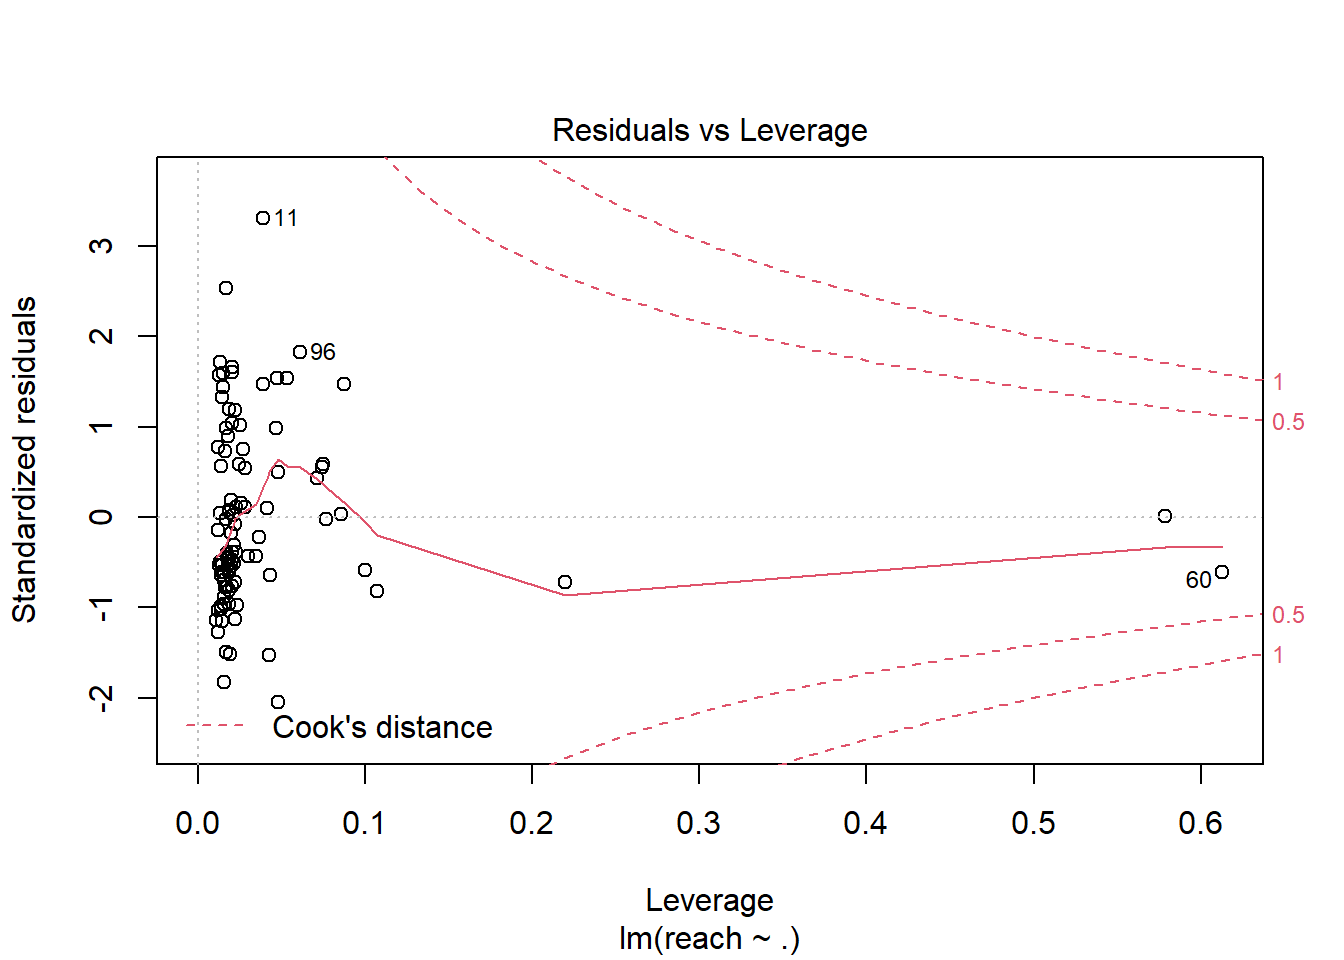 Residuals vs Leverage
Standardized residuals
3
2
1
0
-1
-2
11
96
60
1
0.5
0.5
1
Cook's distance
0.0 0.1 0.2 0.3 0.4 0.5 0.6
Leverage
lm(reach ~ .)